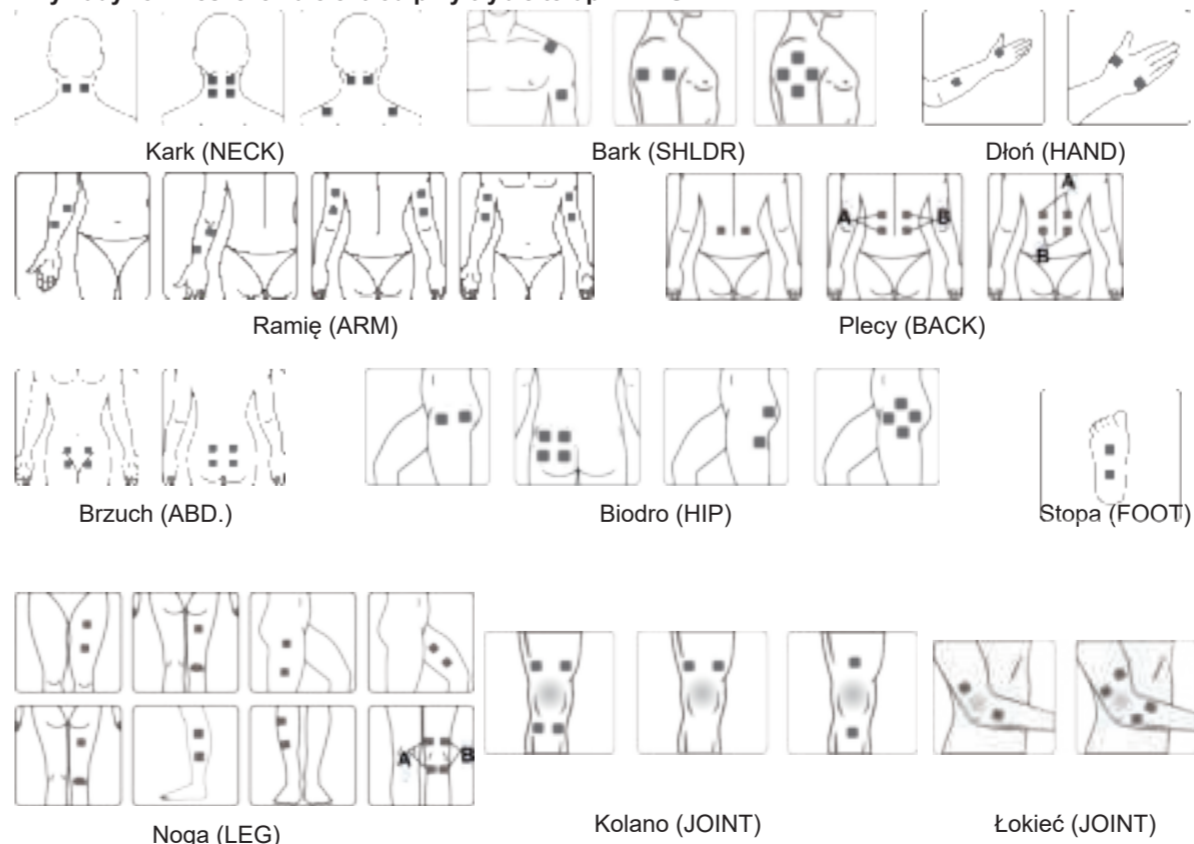 Kark (NECK)
Bark (SHLDR)
Dłoń (HAND)
A
B
A
B
Ramię (ARM)
Plecy (BACK)
Brzuch (ABD.)
Biodro (HIP)
Stopa (FOOT)
A
B
Noga (LEG)
Kolano (JOINT)
Łokieć (JOINT)